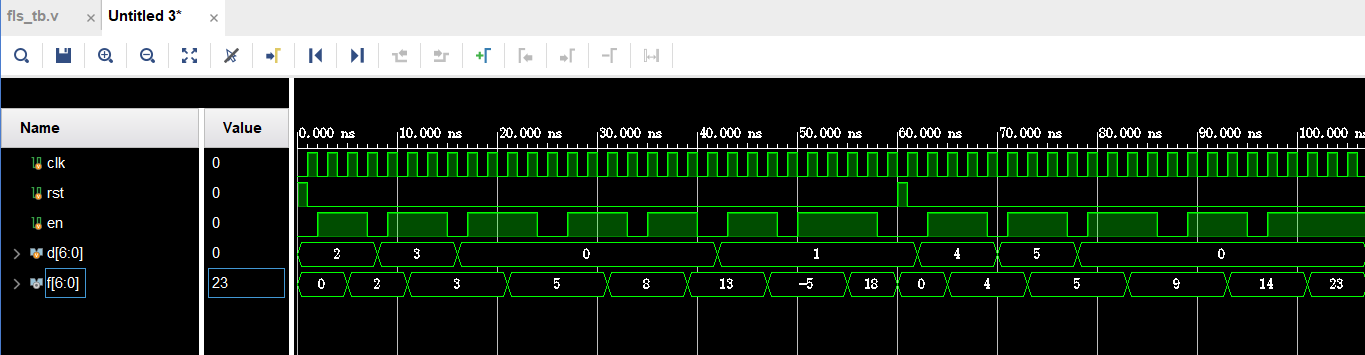 fls_tb.v × Untitled 3* ×
Name Value
0.000 ns 10.000 ns 20.000 ns 30.000 ns 40.000 ns 50.000 ns 60.000 ns 70.000 ns 80.000 ns 90.000 ns 100.000 ns
clk 0
rst 0
en 0
d[6:0] 0 2 3 0 1 4 5 0
f[6:0] 23 0 2 3 5 8 13 -5 18 0 4 5 9 14 23